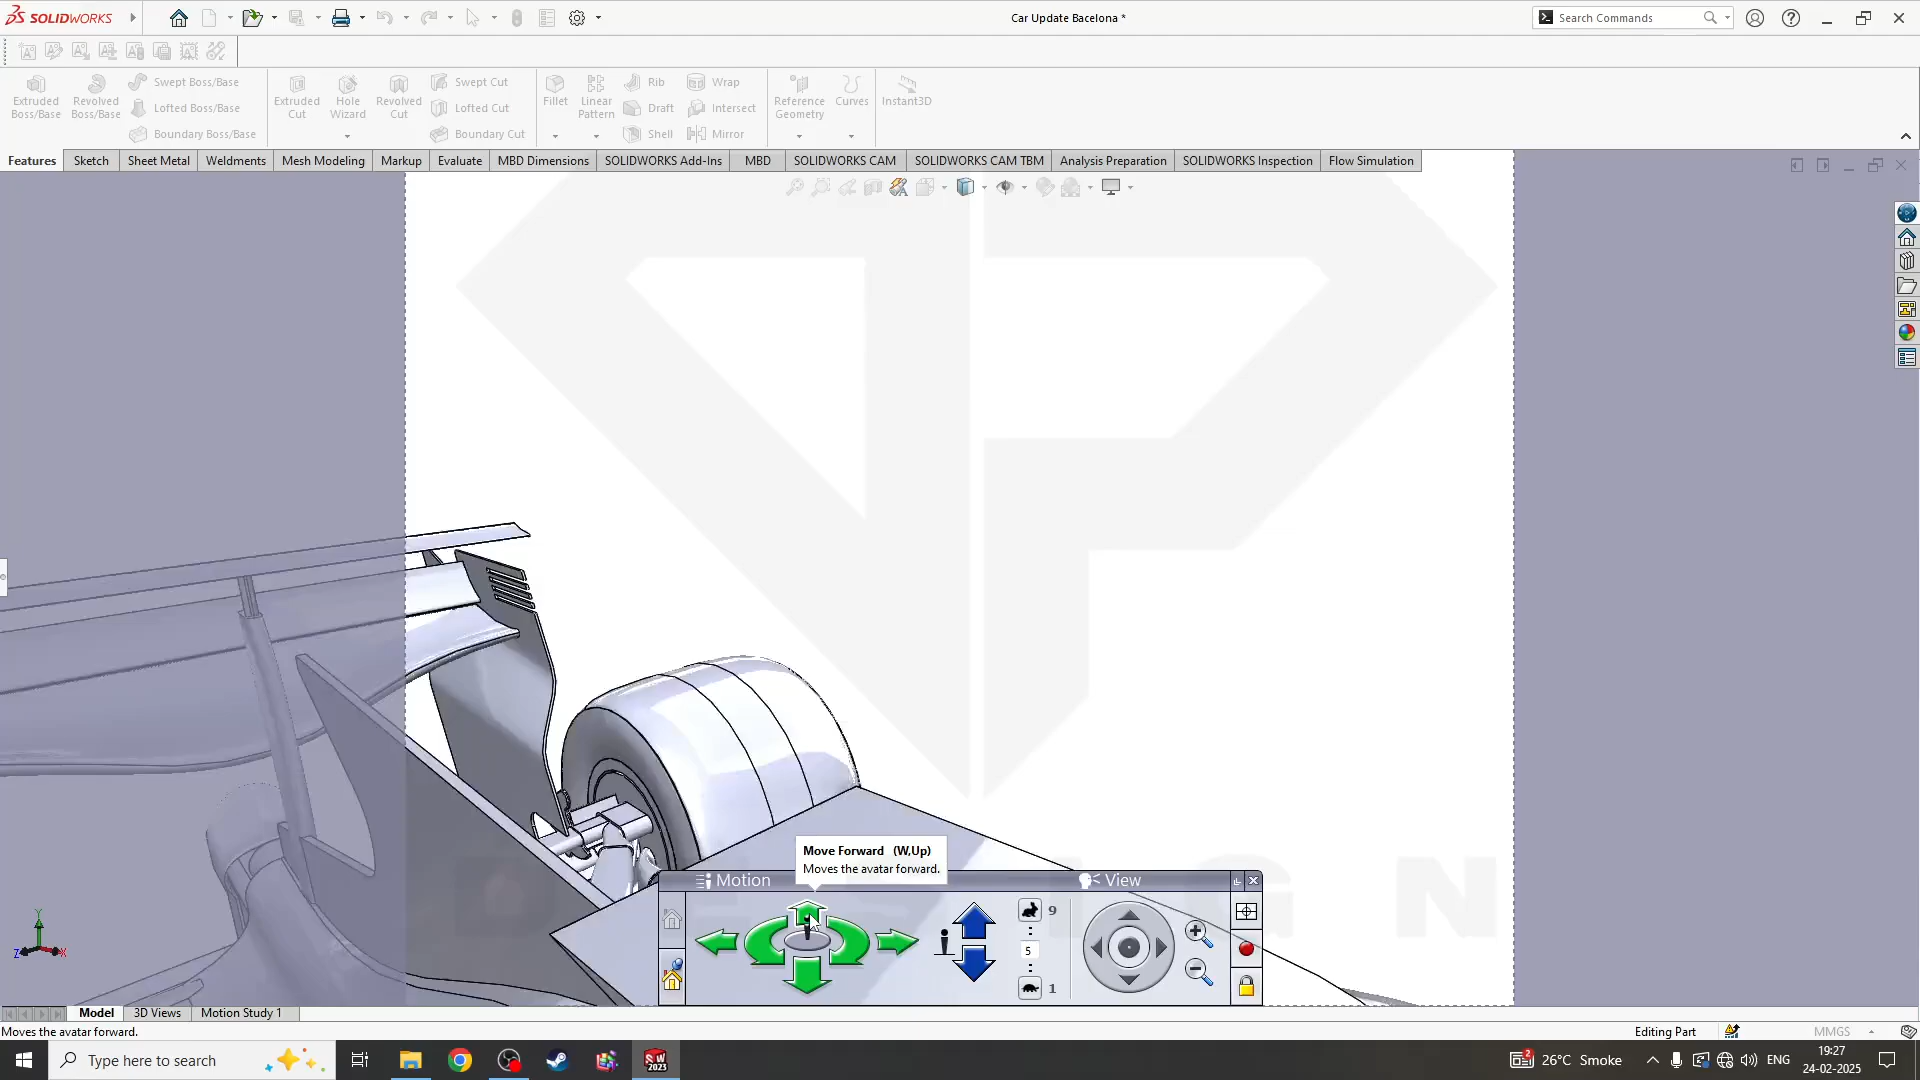 SOLIDWORKS
Car Update Bacelona *
Search Commands
Extruded Boss/Base
Revolved Boss/Base
Swept Boss/Base
Lofted Boss/Base
Boundary Boss/Base
Extruded Cut
Hole Wizard
Revolved Cut
Swept Cut
Lofted Cut
Boundary Cut
Fillet
Linear Pattern
Rib
Draft
Shell
Wrap
Intersect
Mirror
Reference Geometry
Curves
Instant3D
Features
Sketch
Sheet Metal
Weldments
Mesh Modeling
Markup
Evaluate
MBD Dimensions
SOLIDWORKS Add-Ins
MBD
SOLIDWORKS CAM
SOLIDWORKS CAM TBM
Analysis Preparation
SOLIDWORKS Inspection
Flow Simulation
Move Forward (W,Up)
Moves the avatar forward.
Motion
View
9
5
1
Y
Z
X
Model
3D Views
Motion Study 1
Moves the avatar forward.
Editing Part
MMGS
Type here to search
SW
2023
2
26°C Smoke
ENG
19:27
24-02-2025